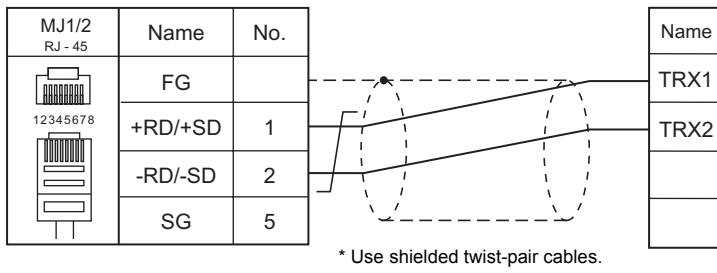 MJ1/2 Name No. Name
RJ - 45
FG TRX1
12345678
+RD/+SD 1 TRX2
-RD/-SD 2
SG 5
* Use shielded twist-pair cables.